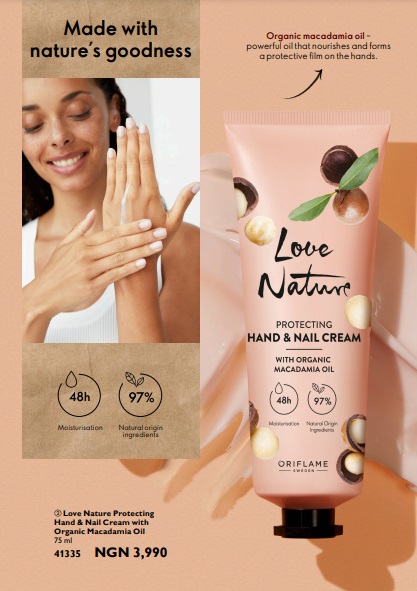 Made with
nature's goodness
Organic macadamia oil –
powerful oil that nourishes and forms
a protective film on the hands.
Love
Nature
PROTECTING
HAND & NAIL CREAM
WITH ORGANIC
MACADAMIA OIL
48h
97%
Moisturisation
Natural Origin
Ingredients
ORIFLAME
SWEDEN
48h
97%
Moisturisation
Natural origin
ingredients
② Love Nature Protecting
Hand & Nail Cream with
Organic Macadamia Oil
75 ml
41335 NGN 3,990